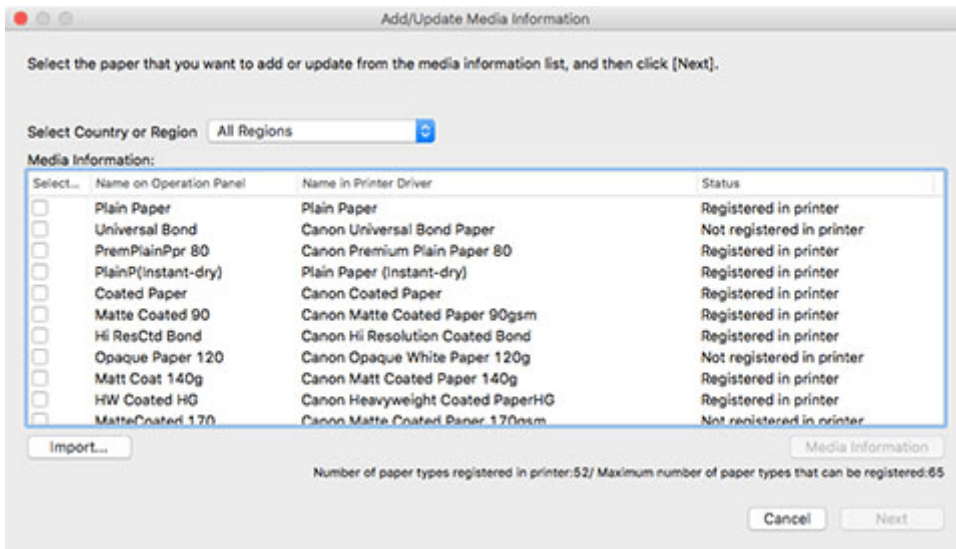 Add/Update Media Information
Select the paper that you want to add or update from the media information list, and then click [Next].
Select Country or Region All Regions
Media Information:
Select... Name on Operation Panel Name in Printer Driver Status
Plain Paper Plain Paper Registered in printer
Universal Bond Canon Universal Bond Paper Not registered in printer
PremPlainPpr 80 Canon Premium Plain Paper 80 Registered in printer
PlainP(Instant-dry) Plain Paper (Instant-dry) Registered in printer
Coated Paper Canon Coated Paper Registered in printer
Matte Coated 90 Canon Matte Coated Paper 90gsm Registered in printer
Hi ResCtd Bond Canon Hi Resolution Coated Bond Registered in printer
Opaque Paper 120 Canon Opaque White Paper 120g Not registered in printer
Matt Coat 140g Canon Matt Coated Paper 140g Registered in printer
HW Coated HG Canon Heavyweight Coated PaperHG Registered in printer
MatteCoated 170 Canon Matte Coated Paper 170gsm Not registered in printer
Import... Media Information
Number of paper types registered in printer:52/ Maximum number of paper types that can be registered:65
Cancel Next